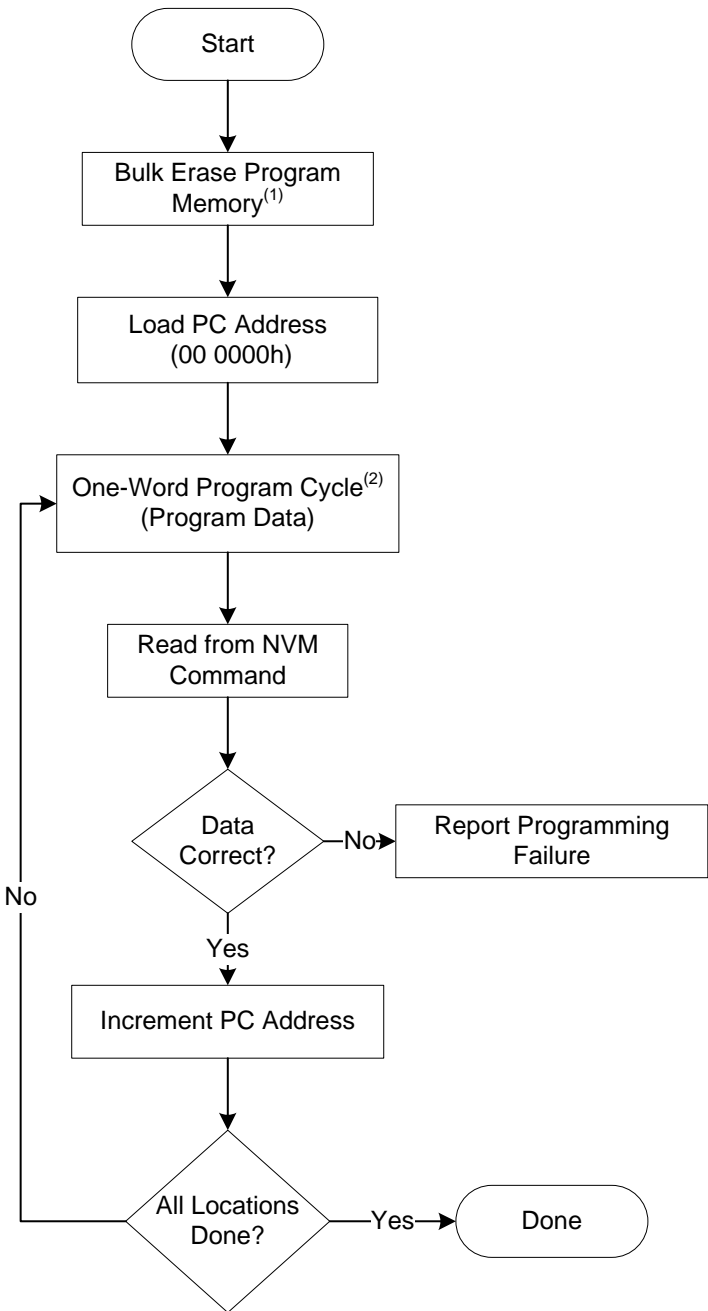 Start
Bulk Erase Program
Memory(1)
Load PC Address
(00 0000h)
One-Word Program Cycle(2)
(Program Data)
Read from NVM
Command
Data
Correct?
No
Report Programming
Failure
No
Yes
Increment PC Address
All Locations
Done?
Yes
Done